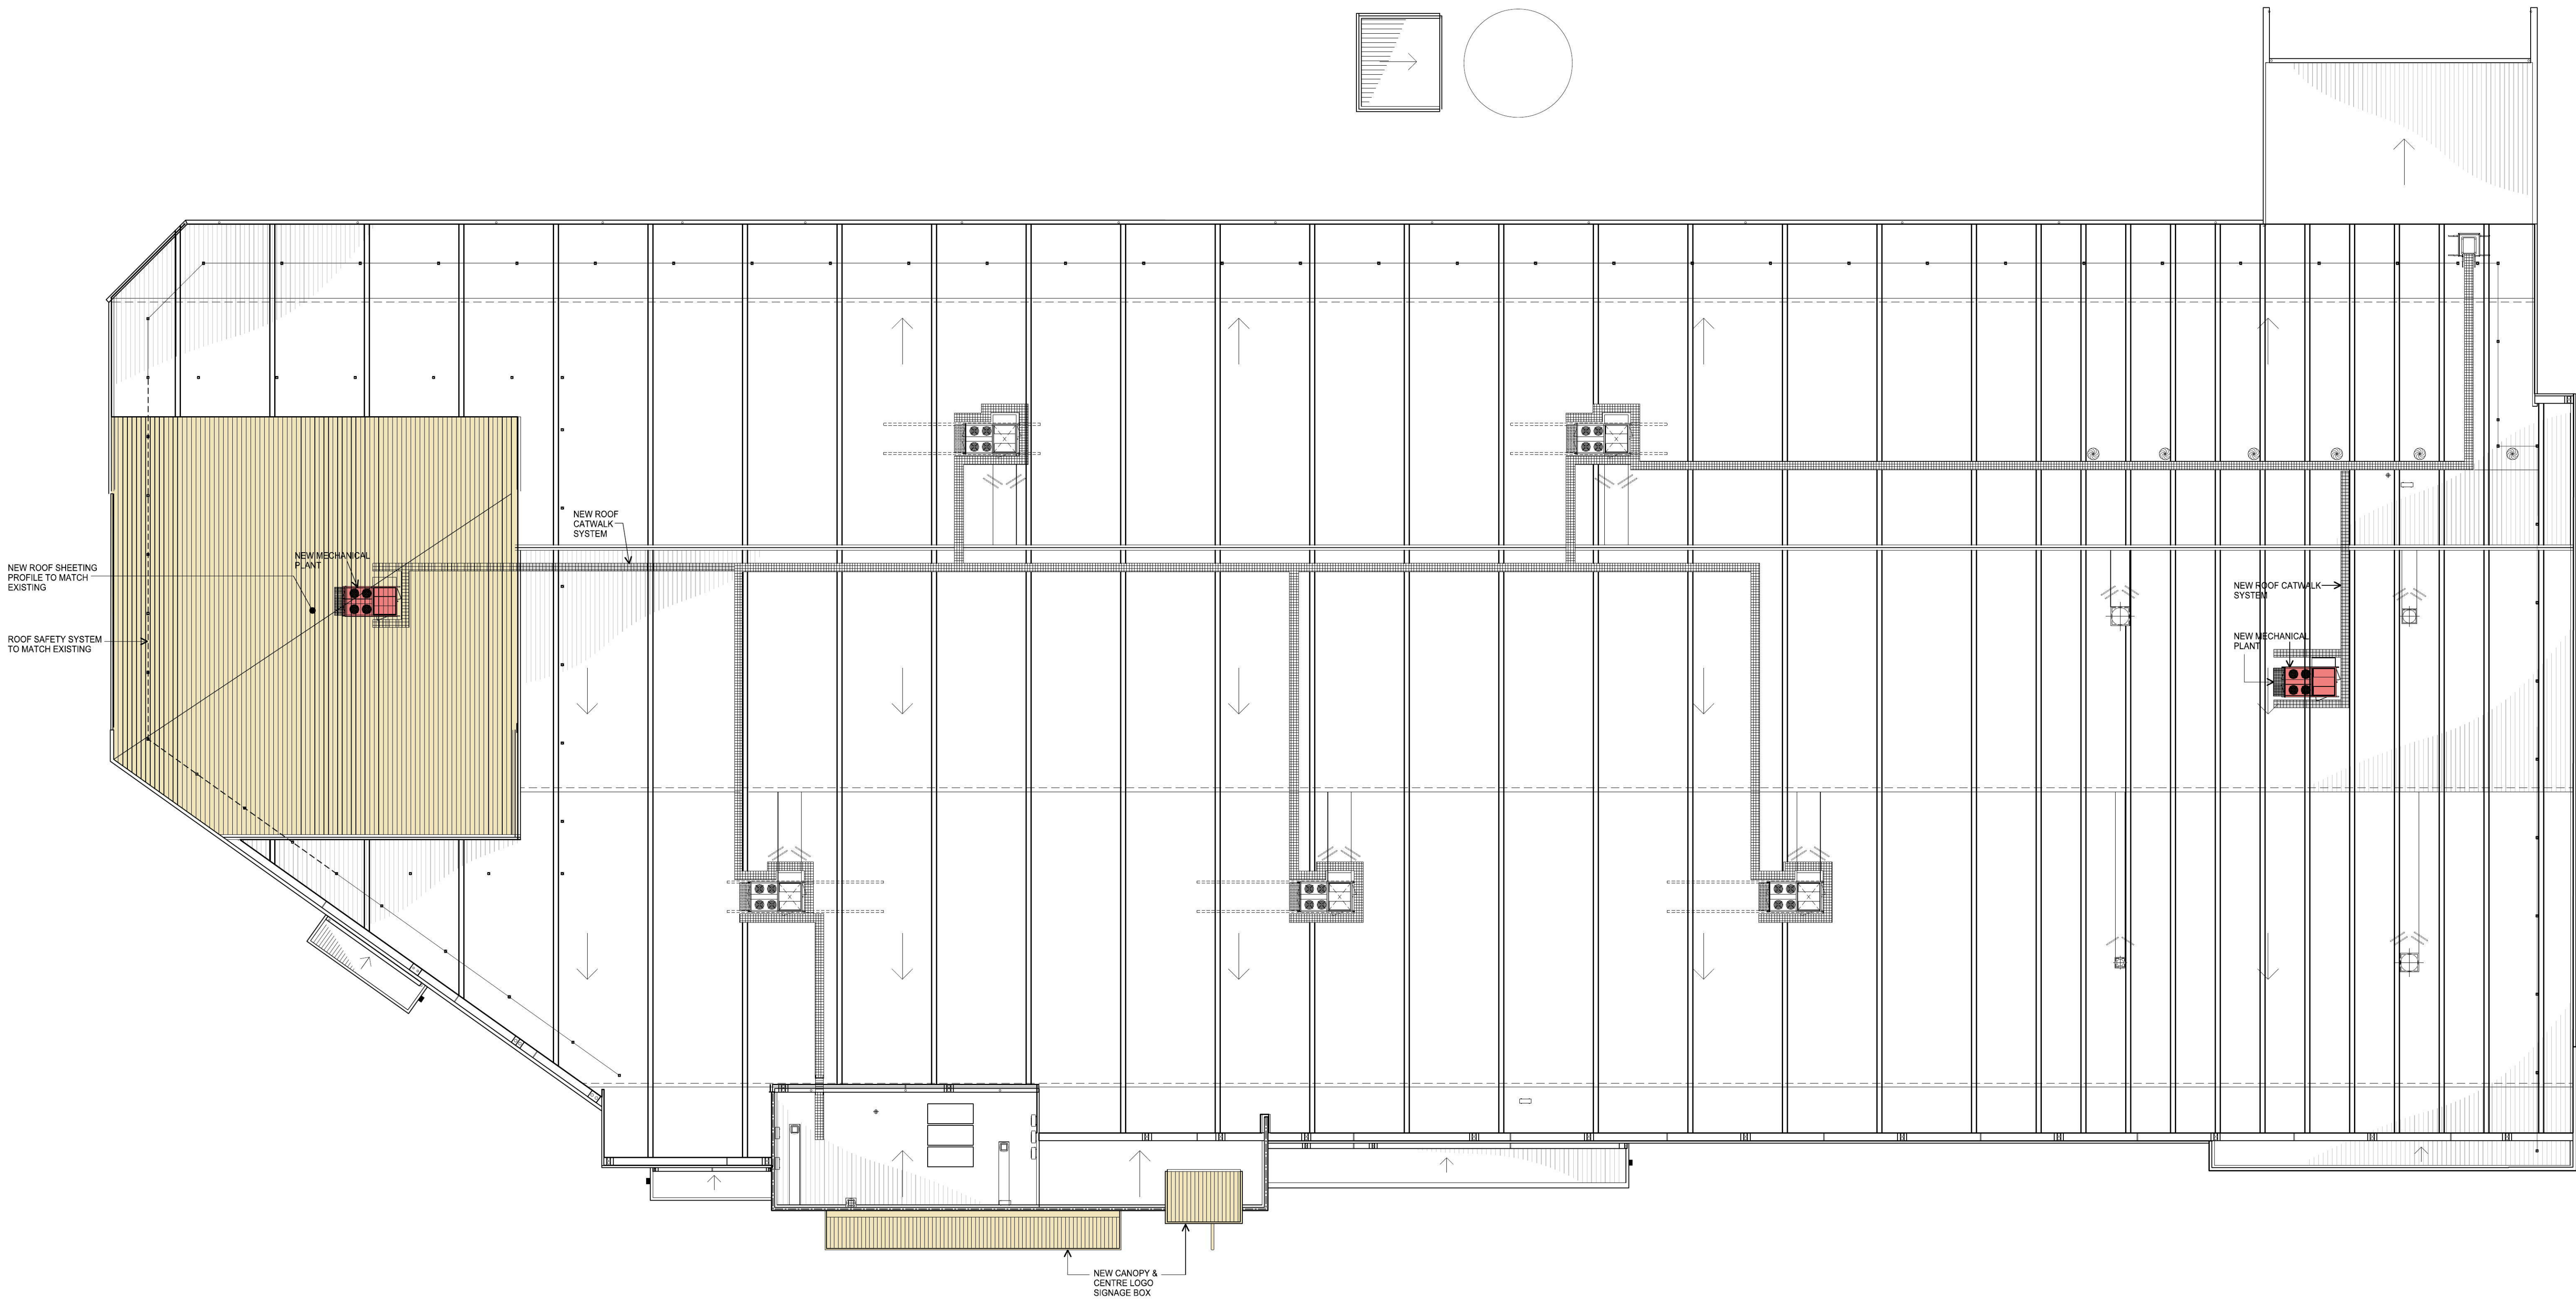 NEW ROOF
CATWALK
SYSTEM
NEW MECHANICAL
PLANT
NEW ROOF SHEETING
PROFILE TO MATCH
EXISTING
ROOF SAFETY SYSTEM
TO MATCH EXISTING
NEW ROOF CATWALK
SYSTEM
NEW MECHANICAL
PLANT
NEW CANOPY &
CENTRE LOGO
SIGNAGE BOX